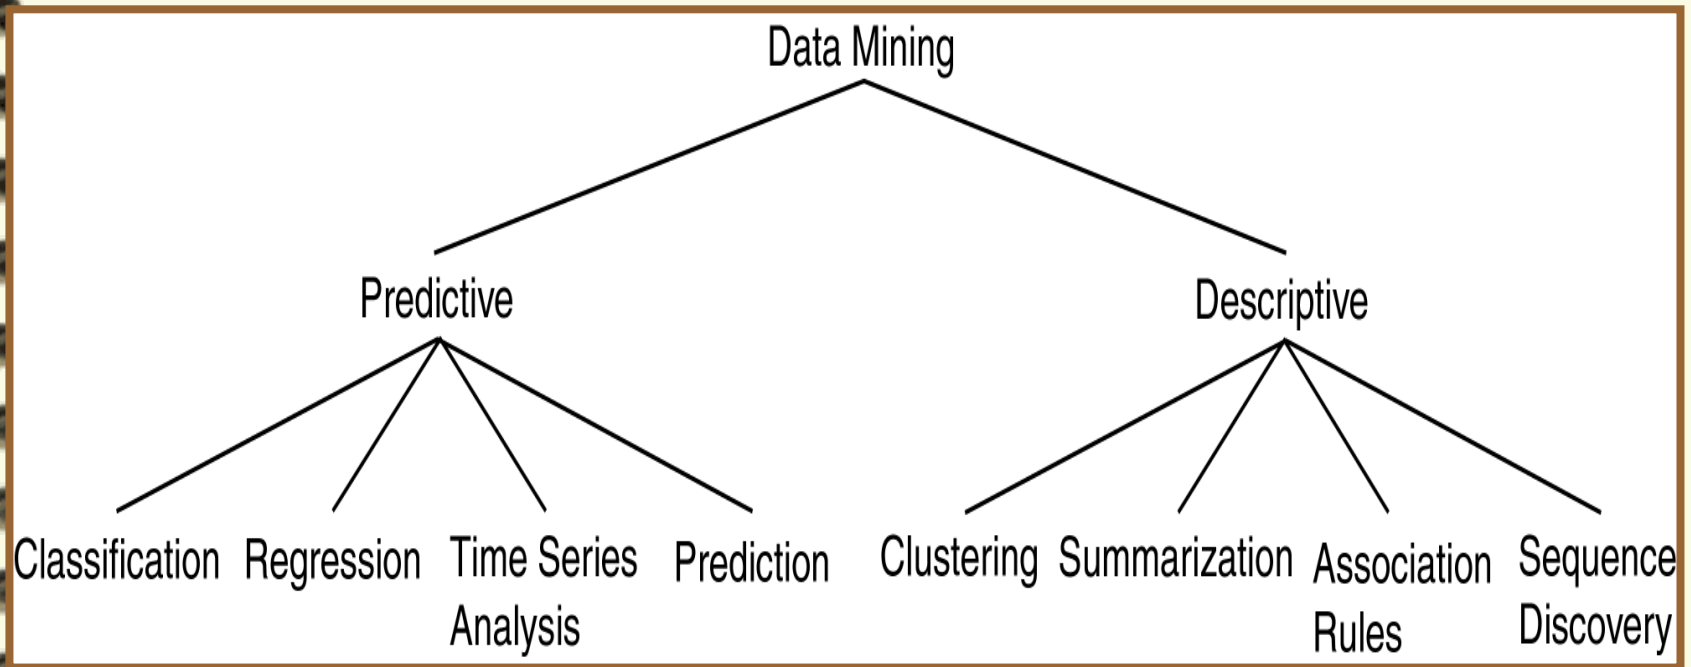 Data Mining
Predictive
Descriptive
Classification
Regression
Time Series
Analysis
Prediction
Clustering
Summarization
Association
Rules
Sequence
Discovery